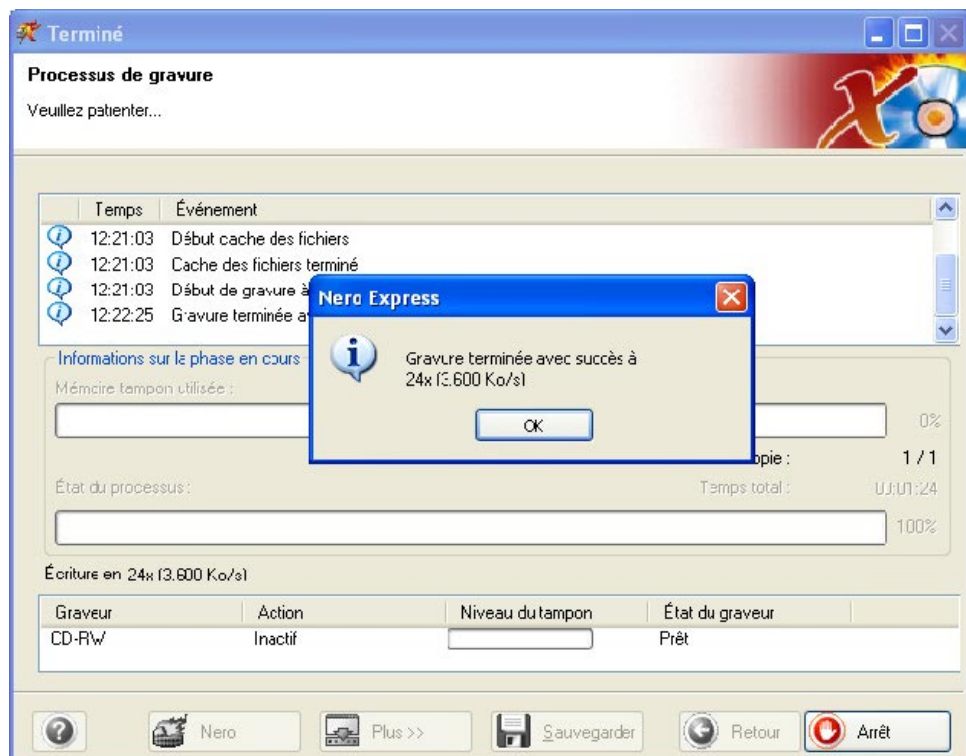 Terminé
Processus de gravure
Veuillez patienter...
Temps Événement
12:21:03 Début cache des fichiers
12:21:03 Cache des fichiers terminé
12:21:03 Début de gravure à
12:22:25 Gravure terminée a
Nero Express
Gravure terminée avec succès à
24x (3.600 Ko/s)
OK
Informations sur la phase en cours
Mémoire tampon utilisée :
0%
opie : 1 / 1
État du processus : Temps total : 00:01:24
100%
Écriture en 24x (3.600 Ko/s)
Graveur Action Niveau du tampon État du graveur
CD-RW Inactif Prêt
Nero Plus >> Sauvegarder Retour Arrêt